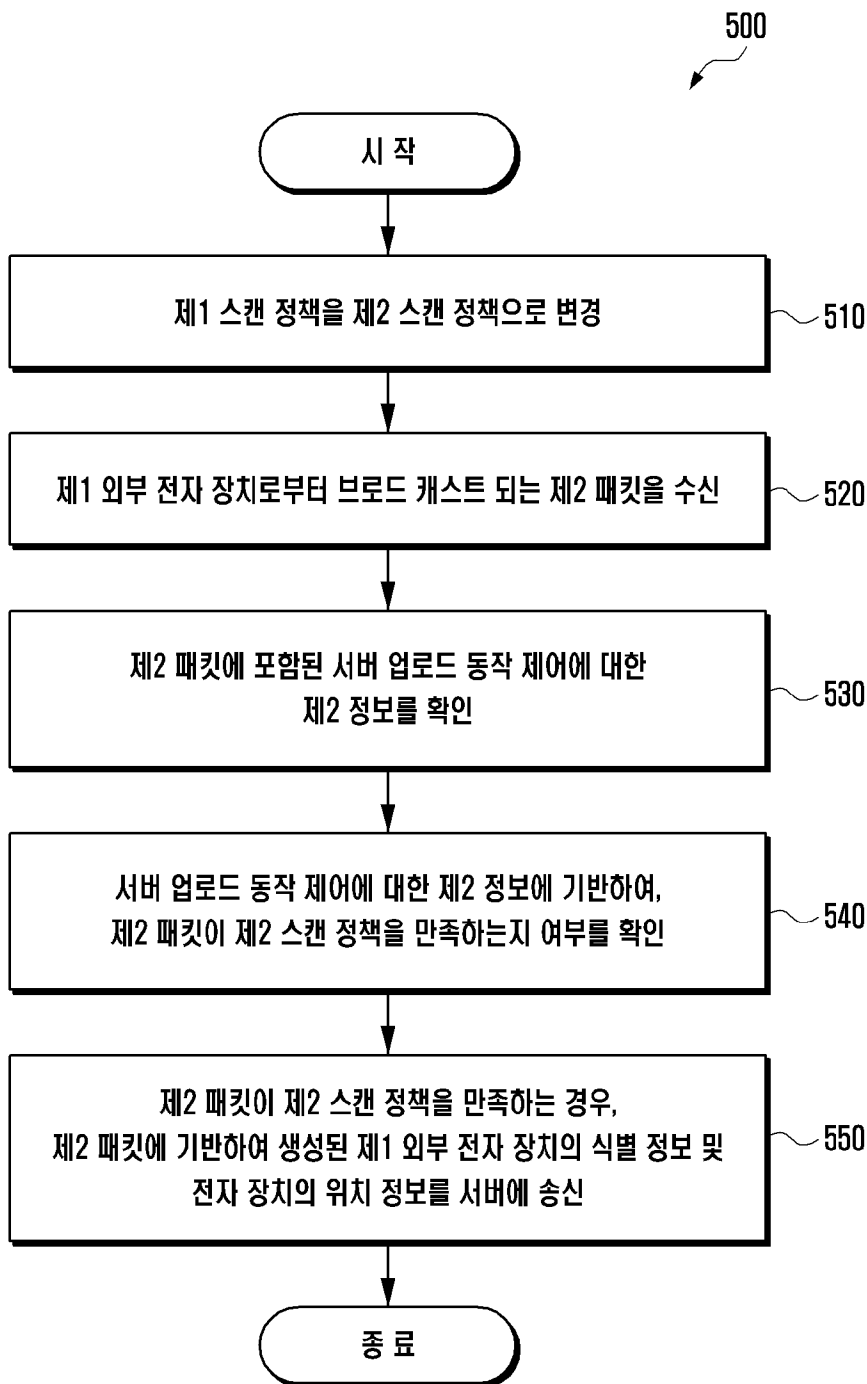 500
시 작
제1 스캔 정책을 제2 스캔 정책으로 변경
510
제1 외부 전자 장치로부터 브로드 캐스트 되는 제2 패킷을 수신
520
제2 패킷에 포함된 서버 업로드 동작 제어에 대한
제2 정보를 확인
530
서버 업로드 동작 제어에 대한 제2 정보에 기반하여,
제2 패킷이 제2 스캔 정책을 만족하는지 여부를 확인
540
제2 패킷이 제2 스캔 정책을 만족하는 경우,
제2 패킷에 기반하여 생성된 제1 외부 전자 장치의 식별 정보 및
전자 장치의 위치 정보를 서버에 송신
550
종 료